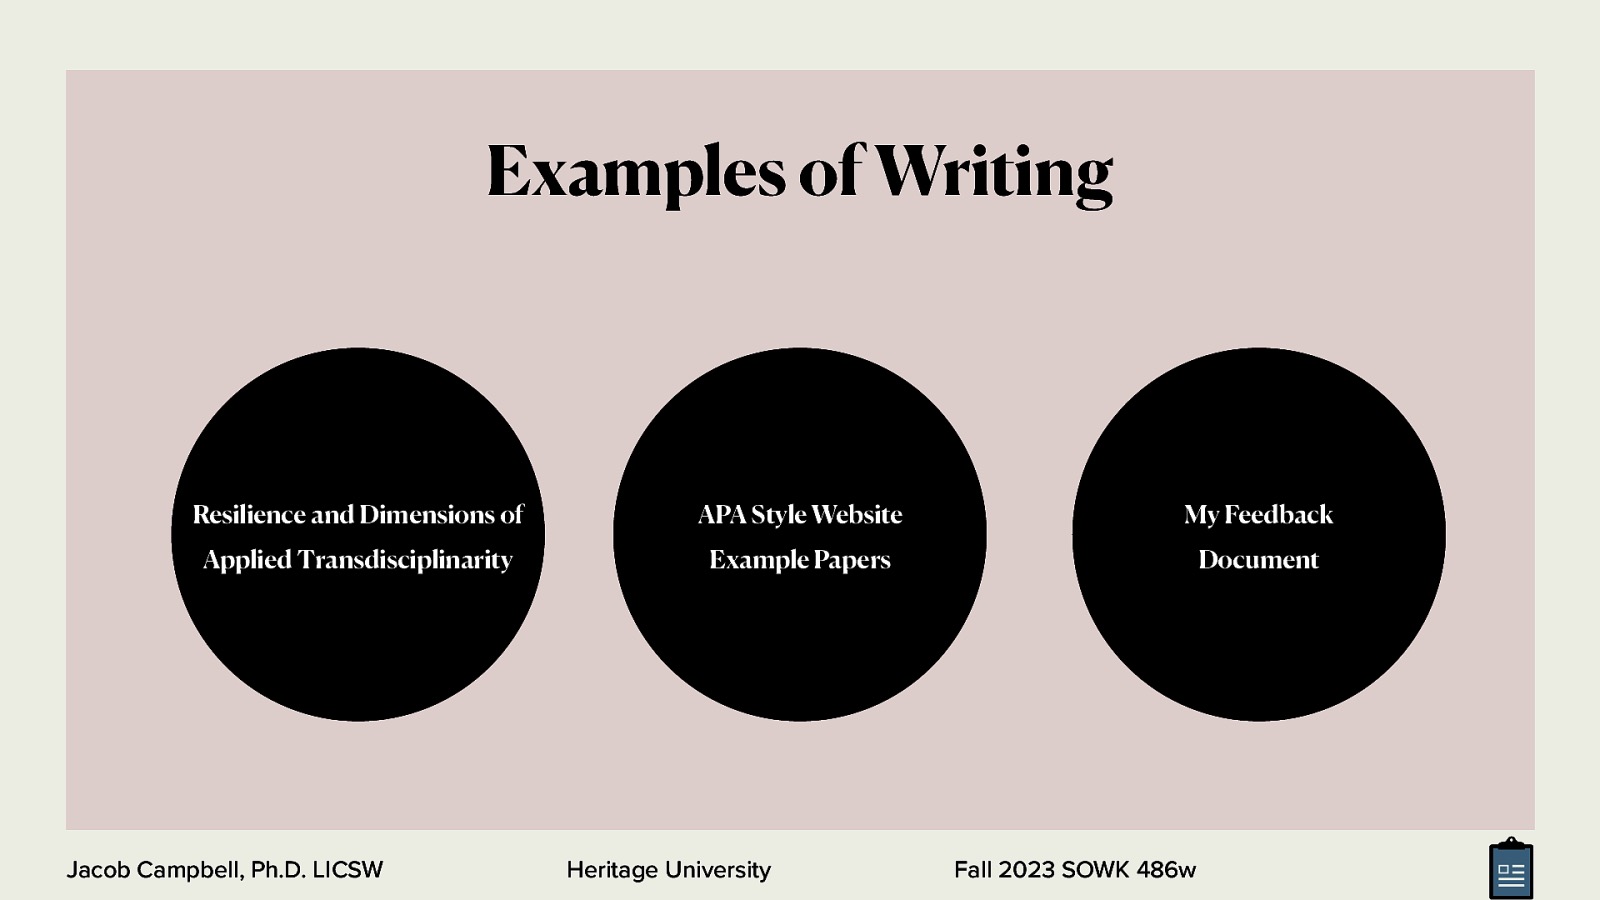 Examples of Writing
Resilience and Dimensions of
Applied Transdisciplinarity
APA Style Website
Example Papers
My Feedback
Document
Jacob Campbell, Ph.D. LICSW
Heritage University
Fall 2023 SOWK 486w